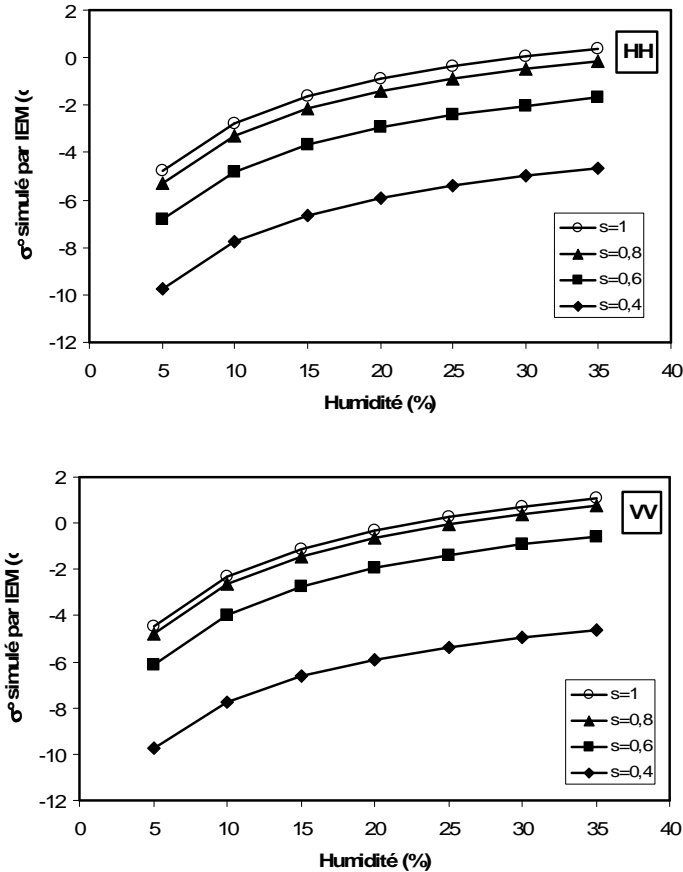 2
0
-2
-4
-6
-8
-10
-12
σ° simulé par IEM
HH
s=1
s=0,8
s=0,6
s=0,4
0 5 10 15 20 25 30 35 40
Humidité (%)
2
0
-2
-4
-6
-8
-10
-12
σ° simulé par IEM
VV
s=1
s=0,8
s=0,6
s=0,4
0 5 10 15 20 25 30 35 40
Humidité (%)